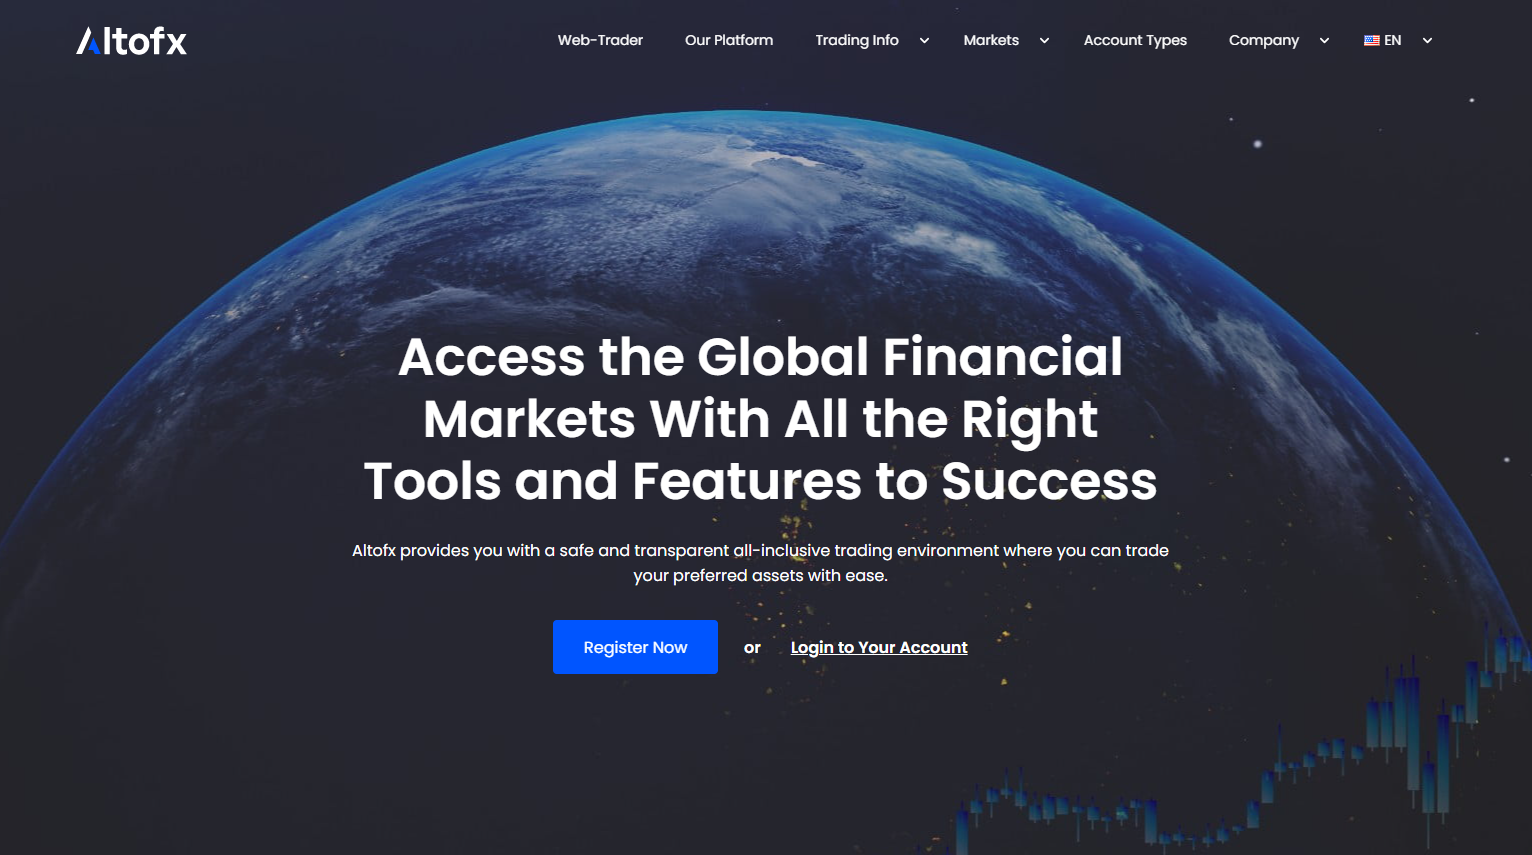 Altofx
Web-Trader
Our Platform
Trading Info
Markets
Account Types
Company
EN
Access the Global Financial
Markets With All the Right
Tools and Features to Success
Altofx provides you with a safe and transparent all-inclusive trading environment where you can trade
your preferred assets with ease.
Register Now
or
Login to Your Account